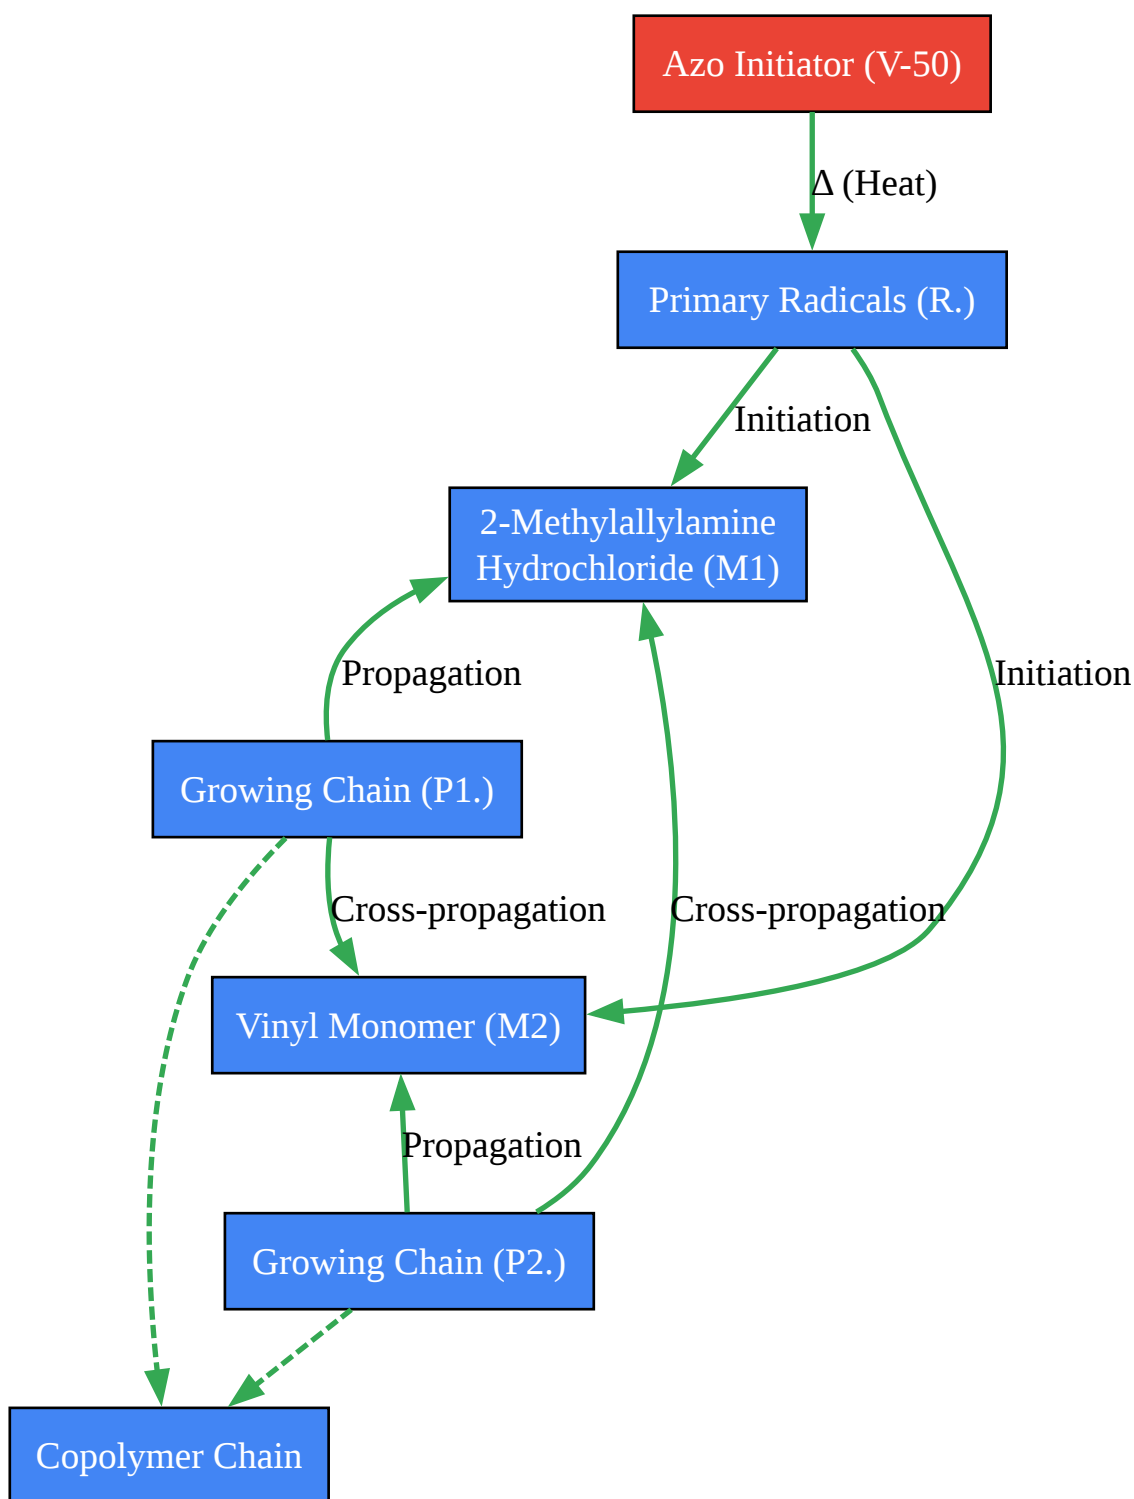 Azo Initiator (V-50)
Δ (Heat)
Primary Radicals (R.)
Initiation
2-Methylallylamine
Hydrochloride (M1)
Propagation
Initiation
Growing Chain (P1.)
Cross-propagation
Cross-propagation
Vinyl Monomer (M2)
Propagation
Growing Chain (P2.)
Copolymer Chain